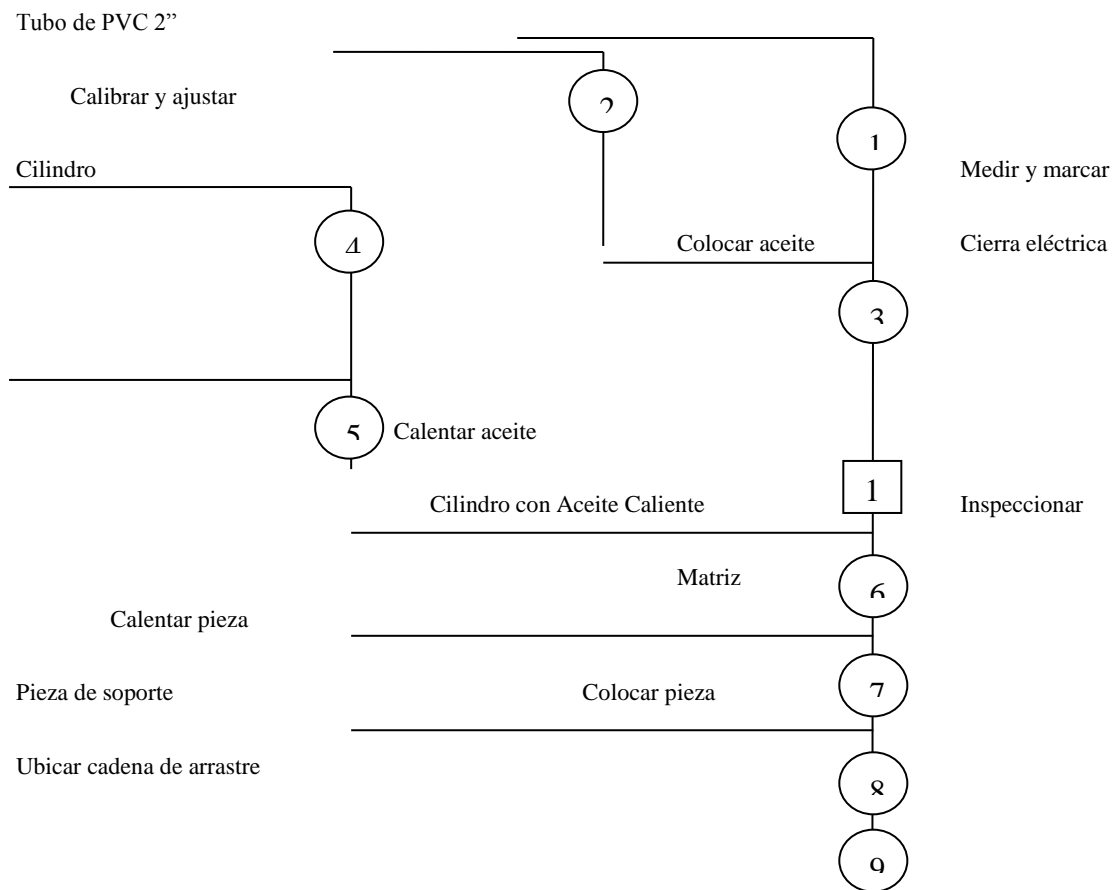 Tubo de PVC 2”
2
Calibrar y ajustar
1
Cilindro
Medir y marcar
4
Colocar aceite
Cierra eléctrica
3
5
Calentar aceite
1
Cilindro con Aceite Caliente
Inspeccionar
Matriz
6
Calentar pieza
7
Pieza de soporte
Colocar pieza
Ubicar cadena de arrastre
8
9